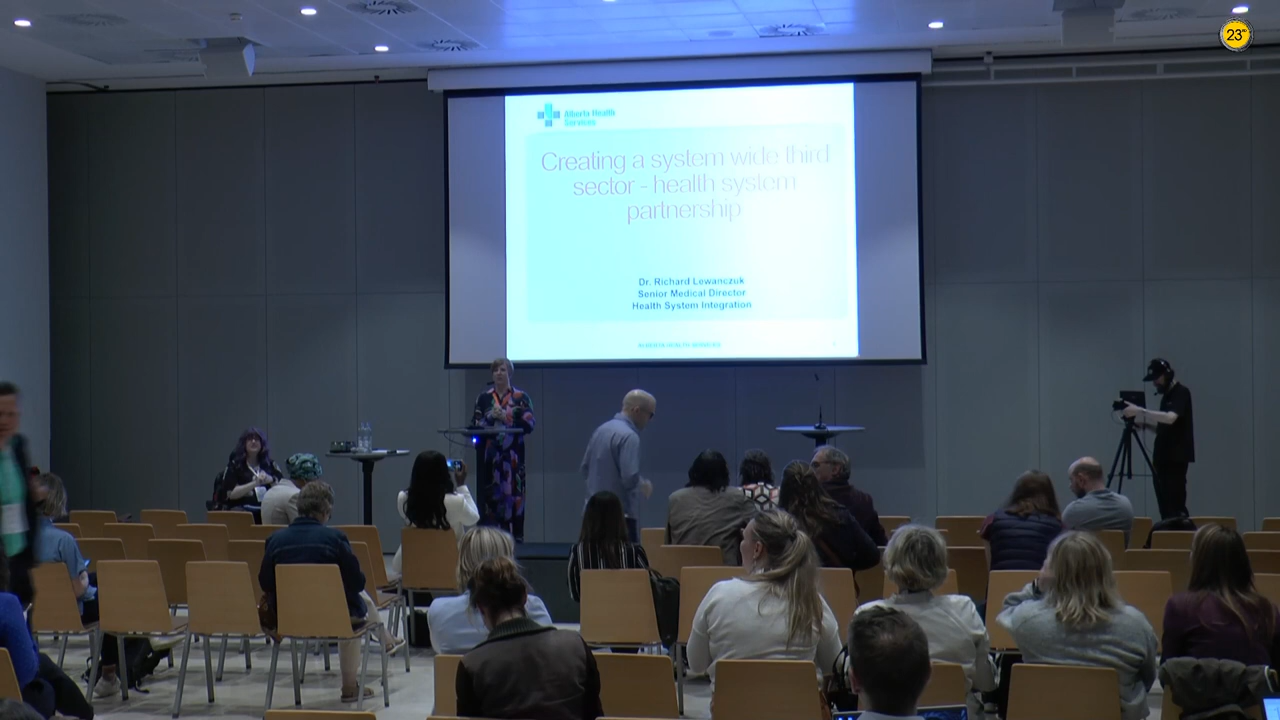 23
Alberta Health
Services
Creating a system wide third
sector - health system
partnership
Dr. Richard Lewanczuk
Senior Medical Director
Health System Integration